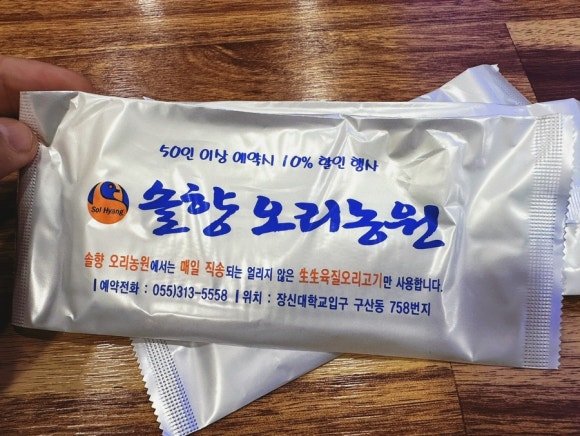 50인 이상 예약시 10% 할인 행사
Sol Hyang
솔향 오리농원
솔향 오리농원에서는 매일 직송되는 얼리지 않은 生生육질오리고기만 사용합니다.
| 예약전화 : 055)313-5558 | 위치 : 장신대학교입구 구산동 758번지